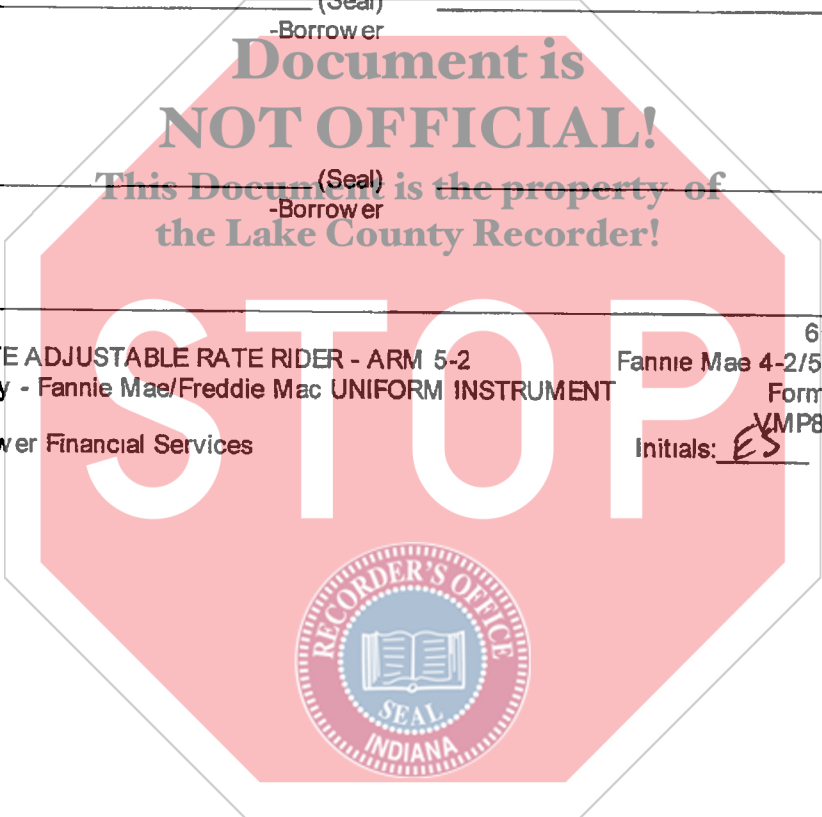 (Seal)
-Borrower
Document is
NOT OFFICIAL!
(Seal)
This Document is the property of
-Borrower
the Lake County Recorder!
6
E ADJUSTABLE RATE RIDER - ARM 5-2 Fannie Mae 4-2/5
y - Fannie Mae/Freddie Mac UNIFORM INSTRUMENT Form
VMP8
wer Financial Services Initials: ES
STOP
RECORDER'S OFFICE
SEAL
INDIANA